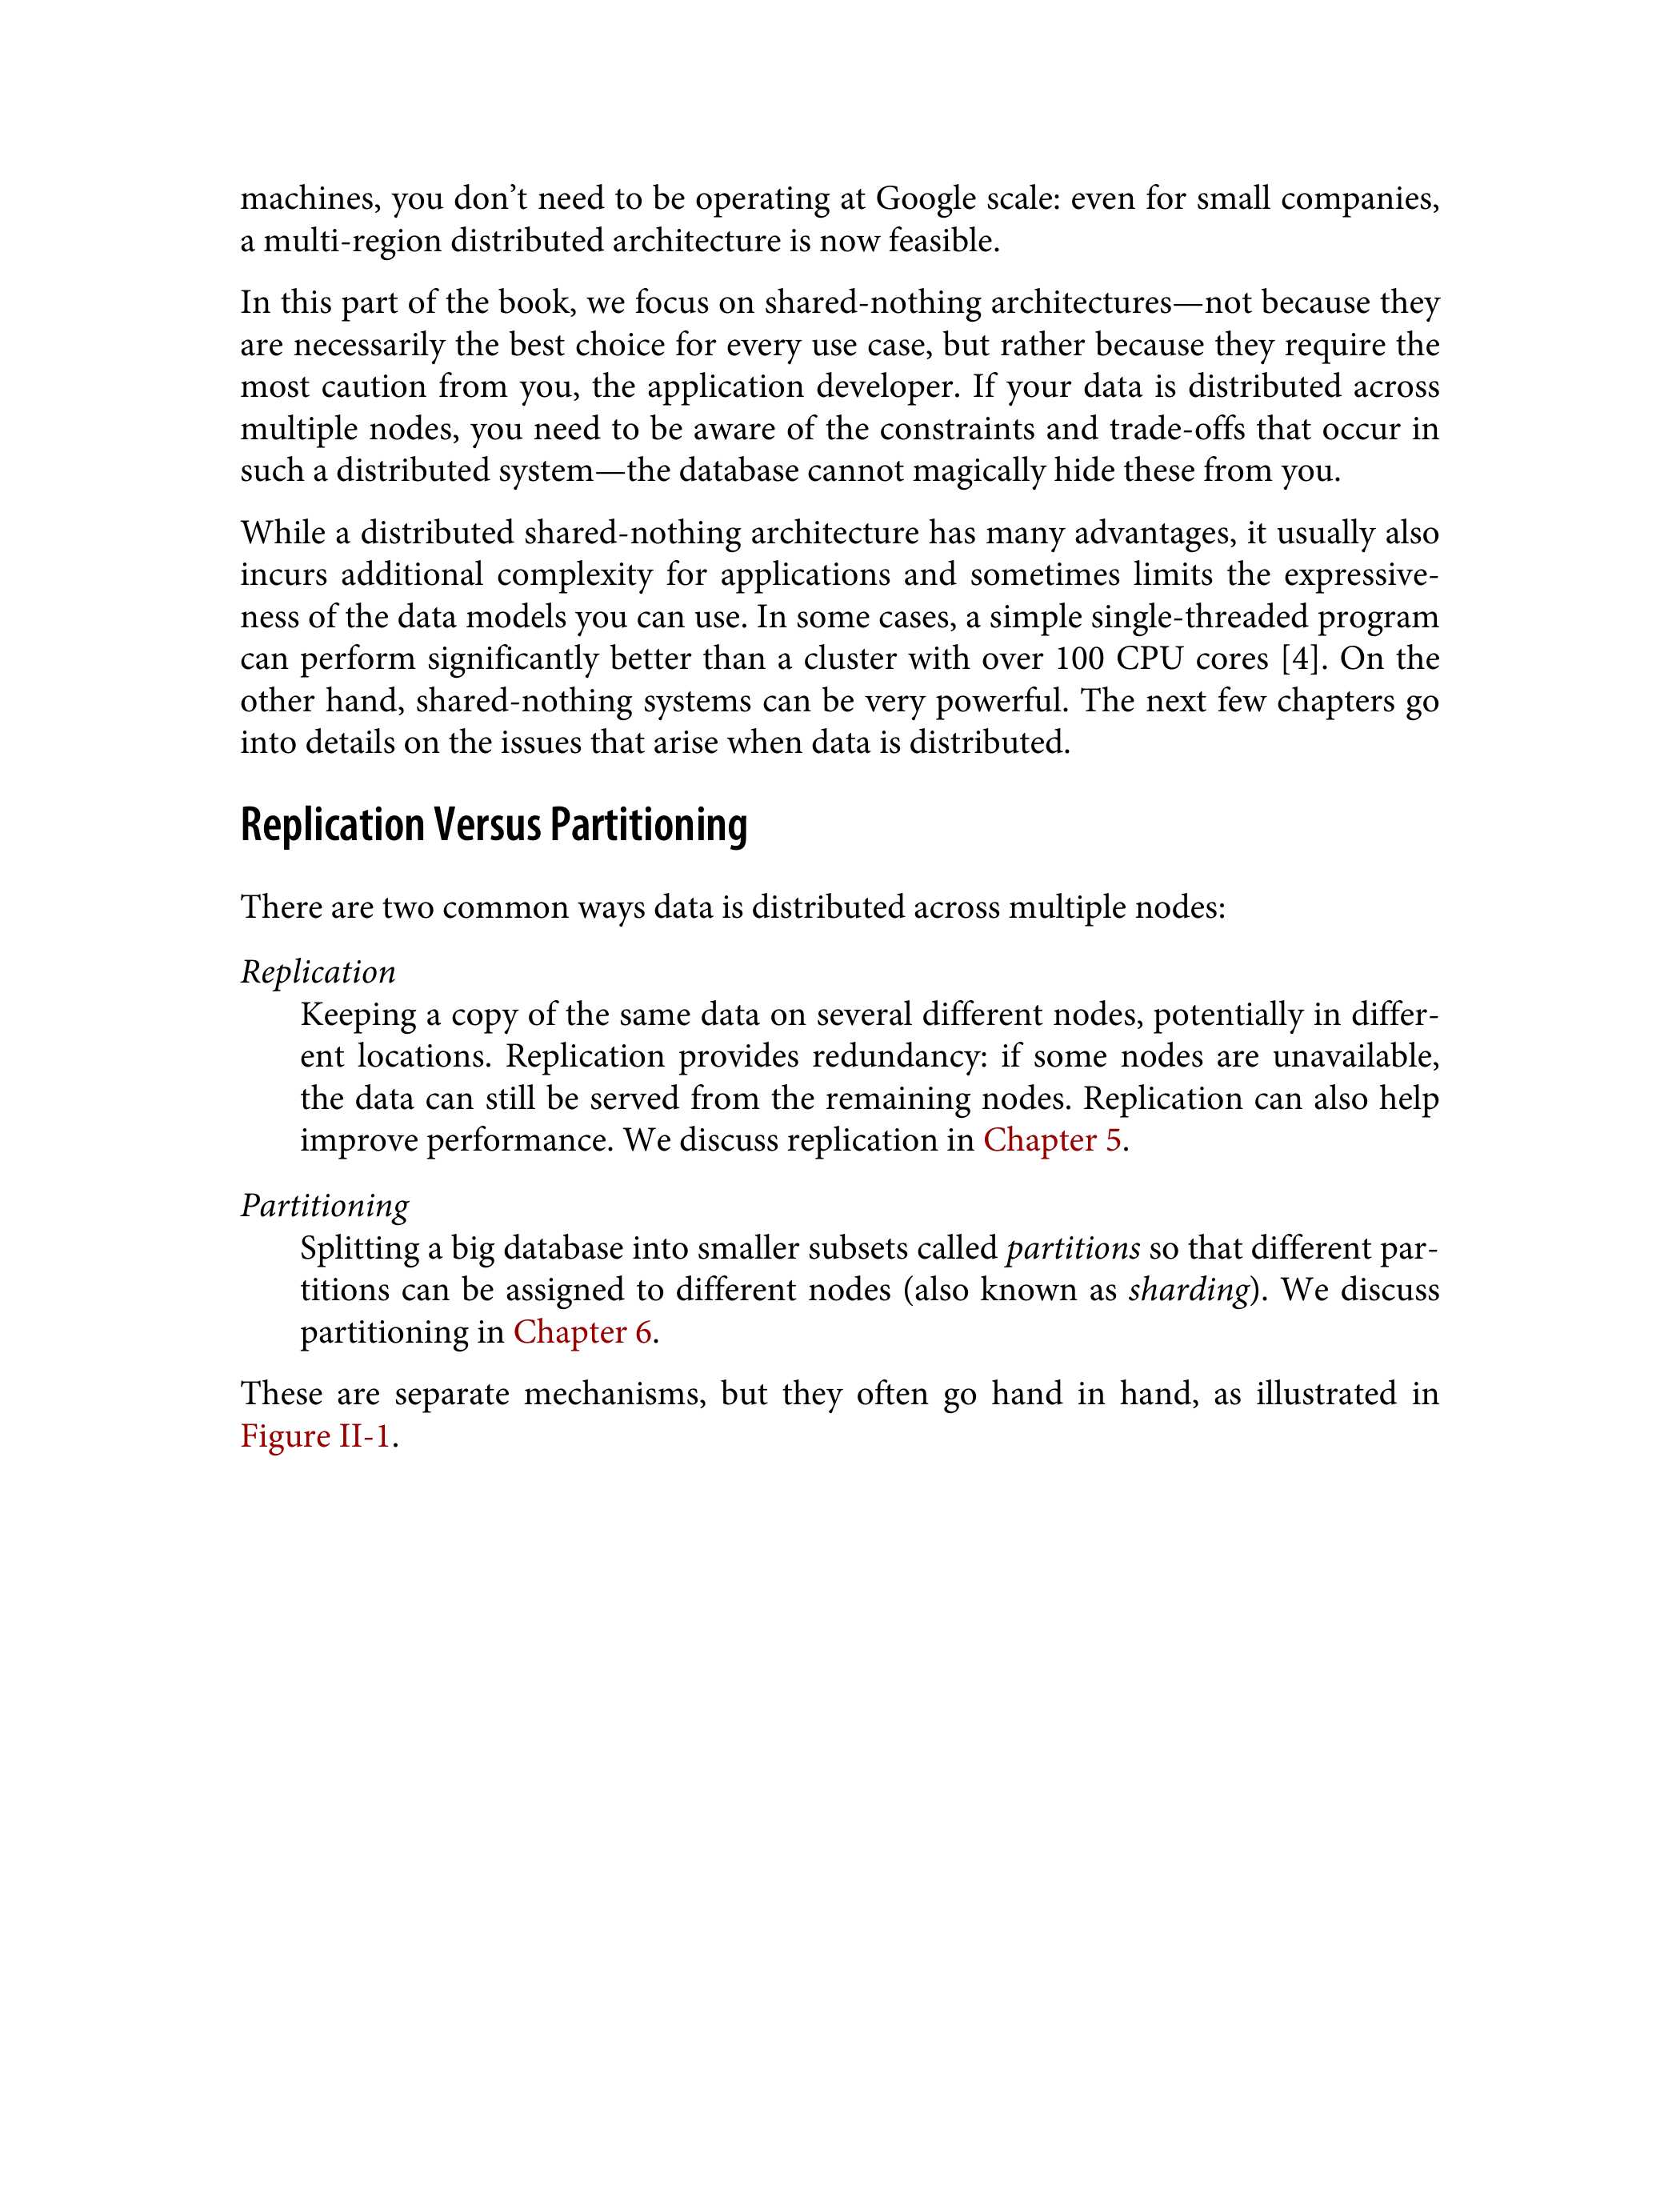 machines, you don’t need to be operating at Google scale: even for small companies,
a multi-region distributed architecture is now feasible.
In this part of the book, we focus on shared-nothing architectures—not because they
are necessarily the best choice for every use case, but rather because they require the
most caution from you, the application developer. If your data is distributed across
multiple nodes, you need to be aware of the constraints and trade-offs that occur in
such a distributed system—the database cannot magically hide these from you.
While a distributed shared-nothing architecture has many advantages, it usually also
incurs additional complexity for applications and sometimes limits the expressive-
ness of the data models you can use. In some cases, a simple single-threaded program
can perform significantly better than a cluster with over 100 CPU cores [4]. On the
other hand, shared-nothing systems can be very powerful. The next few chapters go
into details on the issues that arise when data is distributed.
Replication Versus Partitioning
There are two common ways data is distributed across multiple nodes:
Replication
Keeping a copy of the same data on several different nodes, potentially in differ-
ent locations. Replication provides redundancy: if some nodes are unavailable,
the data can still be served from the remaining nodes. Replication can also help
improve performance. We discuss replication in Chapter 5.
Partitioning
Splitting a big database into smaller subsets called partitions so that different par-
titions can be assigned to different nodes (also known as sharding). We discuss
partitioning in Chapter 6.
These are separate mechanisms, but they often go hand in hand, as illustrated in
Figure II-1.